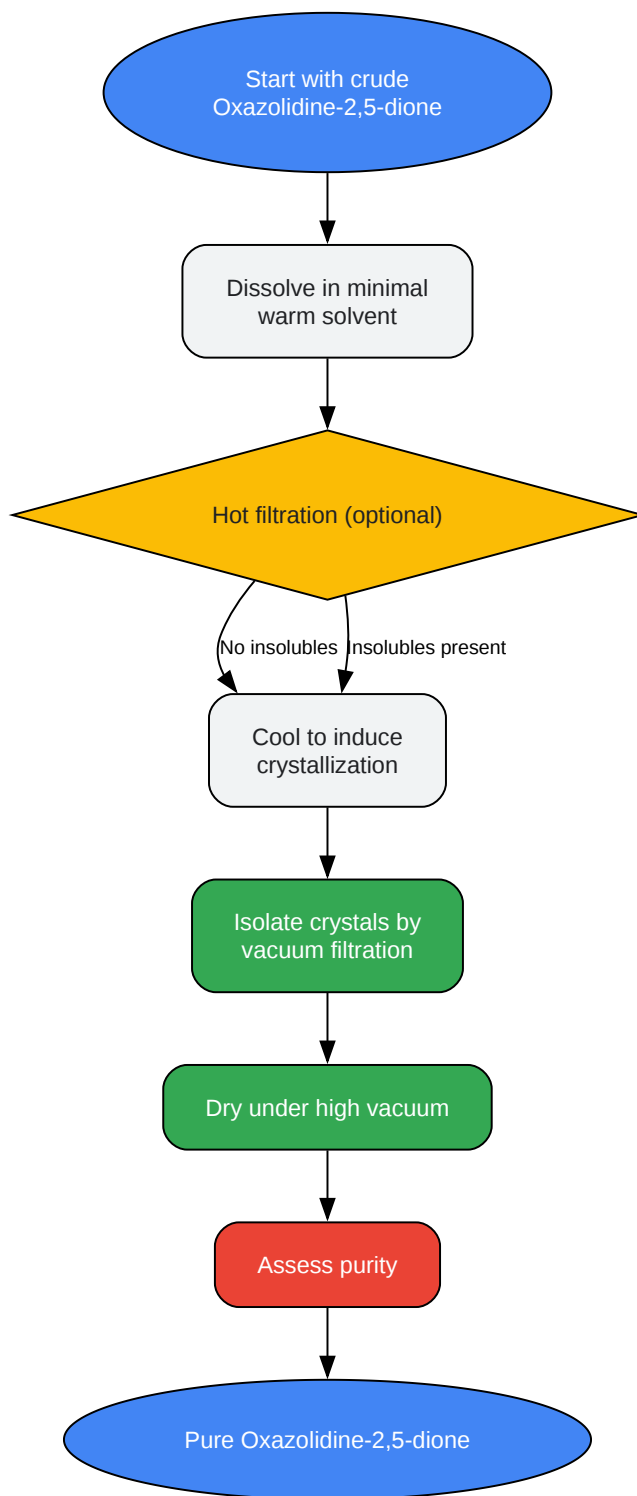 Start with crude
Oxazolidine-2,5-dione
Dissolve in minimal
warm solvent
Hot filtration (optional)
No insolubles
Insolubles present
Cool to induce
crystallization
Isolate crystals by
vacuum filtration
Dry under high vacuum
Assess purity
Pure Oxazolidine-2,5-dione